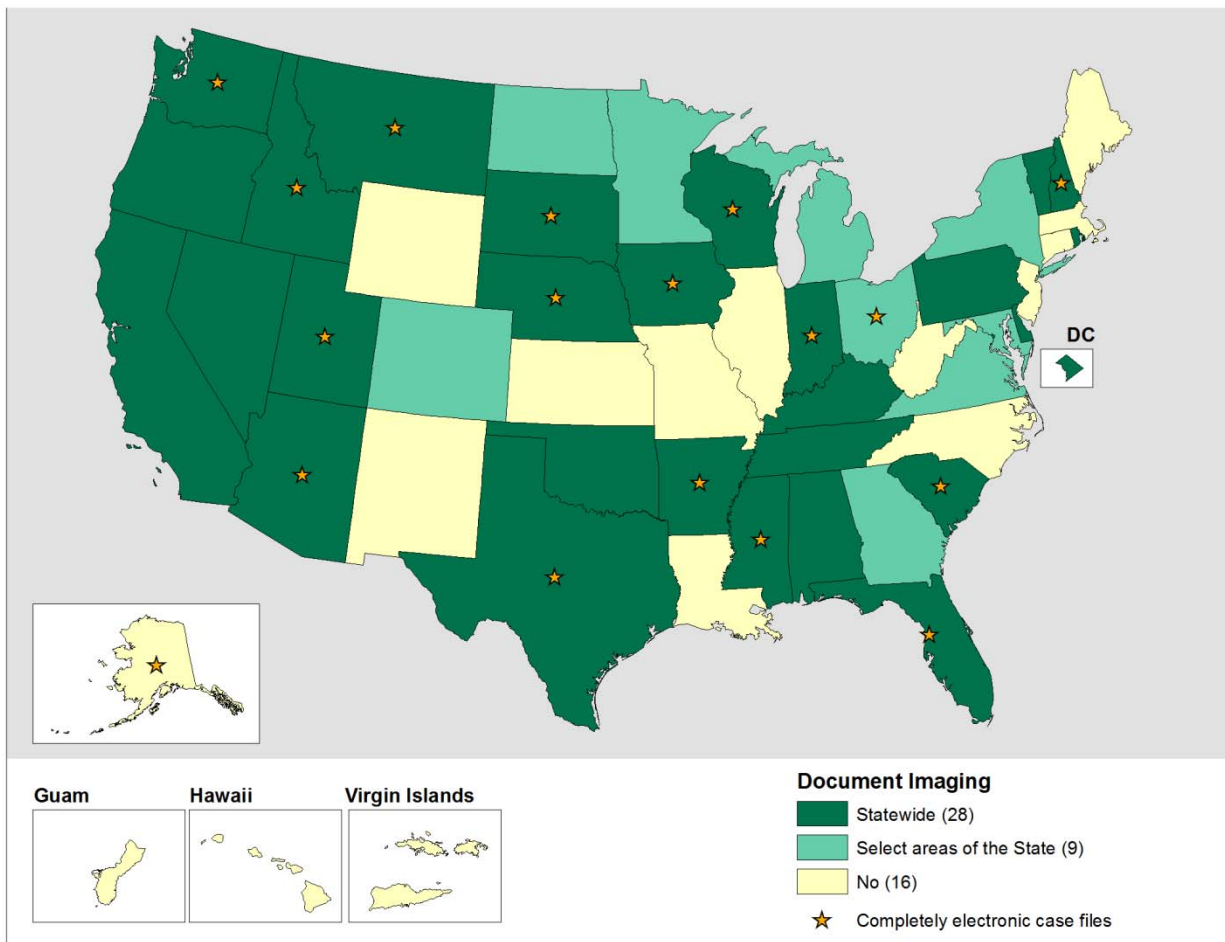 DC
Guam
Hawaii
Virgin Islands
Document Imaging
Statewide (28)
Select areas of the State (9)
No (16)
Completely electronic case files